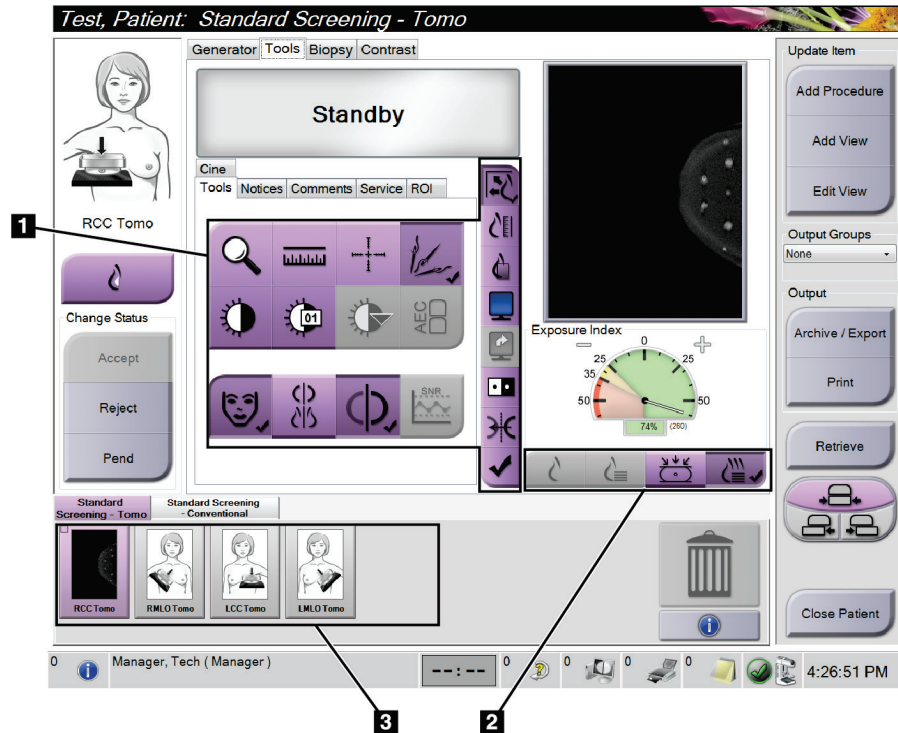 Test, Patient: Standard Screening - Tomo
Generator Tools Biopsy Contrast
Standby
Cine
Tools Notices Comments Service ROI
01
AEC
SNR
RCC Tomo
Change Status
Accept
Reject
Pend
Exposure Index
0
25 25
35
50 50
74% (260)
Update Item
Add Procedure
Add View
Edit View
Output Groups
None
Output
Archive / Export
Print
Retrieve
Close Patient
Standard
Screening - Tomo
Standard Screening
- Conventional
RCC Tomo
RMLO Tomo
LCC Tomo
LMLO Tomo
0 Manager, Tech ( Manager ) --:-- 0 0 0 0 4:26:51 PM
1
2
3